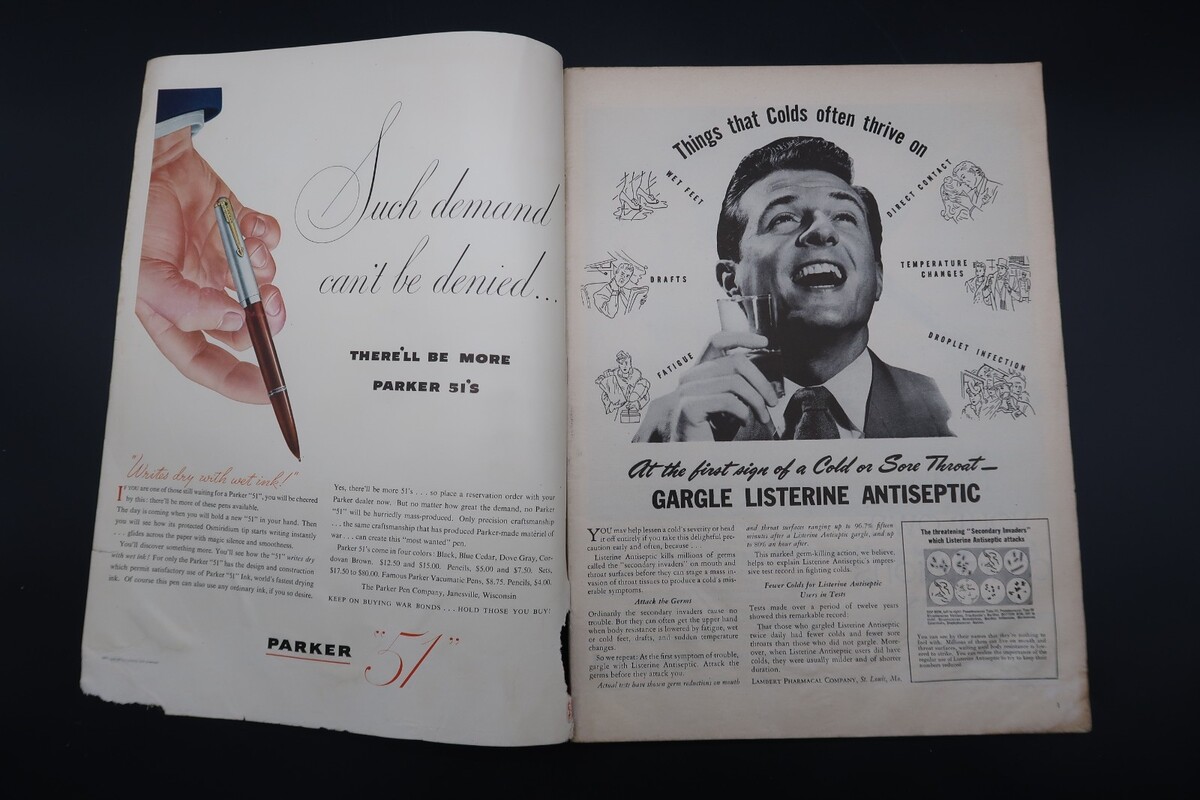 Such demand
can't be denied...
THERE'LL BE MORE
PARKER 51'S
"Writes dry with wet ink!"
IF YOU are one of those still waiting for a Parker "51", you will be cheered
by this: there'll be more of these pens available.
The day is coming when you will hold a new "51" in your hand. Then
you will see how its protected Osmiridium tip starts writing instantly
. . . glides across the paper with magic silence and smoothness.
You'll discover something more. You'll see how the "51" writes dry
with wet ink! For only the Parker "51" has the design and construction
which permit satisfactory use of Parker "51" Ink, world's fastest drying
ink. Of course this pen can also use any ordinary ink, if you so desire.
Yes, there'll be more 51's . . . so place a reservation order with your
Parker dealer now. But no matter how great the demand, no Parker
"51" will be hurriedly mass-produced. Only precision craftsmanship
. . . the same craftsmanship that has produced Parker-made matériel of
war . . . can create this "most wanted" pen.
Parker 51's come in four colors: Black, Blue Cedar, Dove Gray, Cor-
dovan Brown. $12.50 and $15.00. Pencils, $5.00 and $7.50. Sets,
$17.50 to $80.00. Famous Parker Vacumatic Pens, $8.75. Pencils, $4.00.
The Parker Pen Company, Janesville, Wisconsin
KEEP ON BUYING WAR BONDS . . . HOLD THOSE YOU BUY!
PARKER "51"
Things that Colds often thrive on
WET FEET
DIRECT CONTACT
DRAFTS
TEMPERATURE
CHANGES
FATIGUE
DROPLET INFECTION
At the first sign of a Cold or Sore Throat—
GARGLE LISTERINE ANTISEPTIC
YOU may help lessen a cold's severity or head
it off entirely if you take this delightful pre-
caution early and often, because . . .
Listerine Antiseptic kills millions of germs
called the "secondary invaders" on mouth and
throat surfaces before they can stage a mass in-
vasion of throat tissues to produce a cold's mis-
erable symptoms.
Attack the Germs
Ordinarily the secondary invaders cause no
trouble. But they can often get the upper hand
when body resistance is lowered by fatigue, wet
or cold feet, drafts, and sudden temperature
changes.
So we repeat: At the first symptom of trouble,
gargle with Listerine Antiseptic. Attack the
germs before they attack you.
Actual tests have shown germ reductions on mouth
and throat surfaces ranging up to 96.7% fifteen
minutes after a Listerine Antiseptic gargle, and up
to 80% an hour after.
This marked germ-killing action, we believe,
helps to explain Listerine Antiseptic's impres-
sive test record in fighting colds.
Fewer Colds for Listerine Antiseptic
Users in Tests
Tests made over a period of twelve years
showed this remarkable record:
That those who gargled Listerine Antiseptic
twice daily had fewer colds and fewer sore
throats than those who did not gargle. More-
over, when Listerine Antiseptic users did have
colds, they were usually milder and of shorter
duration.
LAMBERT PHARMACAL COMPANY, St. Louis, Mo.
The threatening "Secondary Invaders"
which Listerine Antiseptic attacks